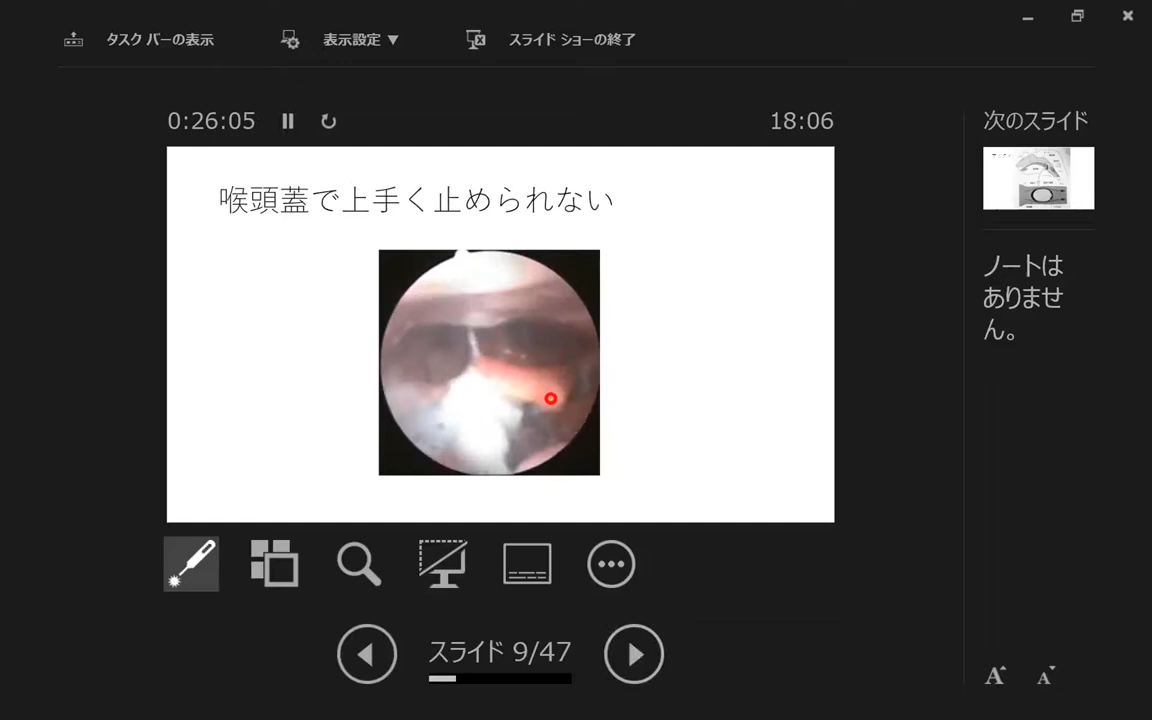 タスク バーの表示
表示設定 ▼
スライド ショーの終了
0:26:05
18:06
喉頭蓋で上手く止められない
次のスライド
ノートは
ありませ
ん。
スライド 9/47
A
A